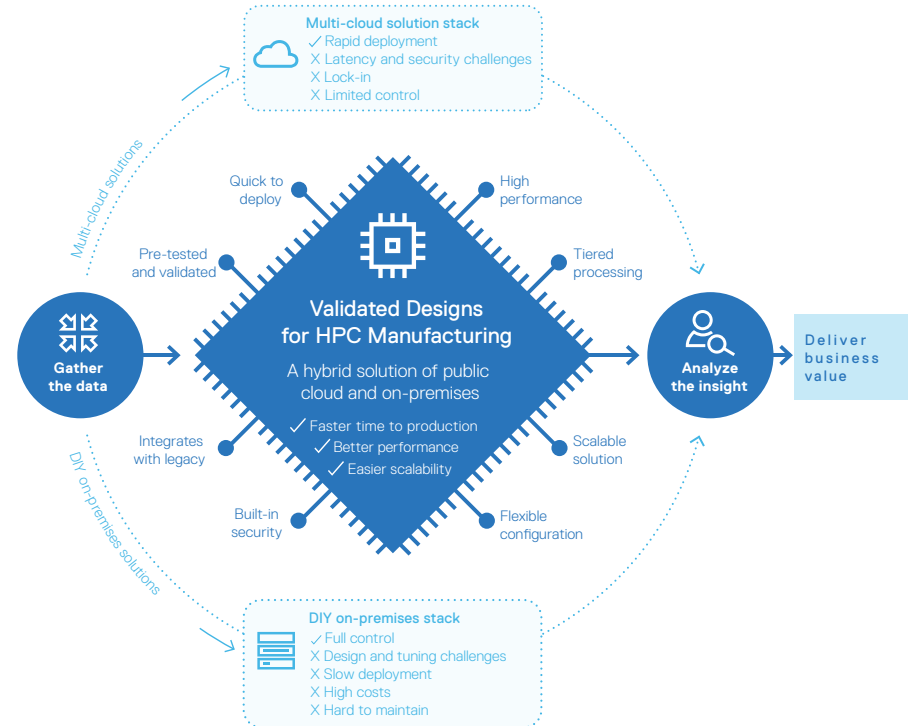 Multi-cloud solution stack
✓ Rapid deployment
X Latency and security challenges
X Lock-in
X Limited control
Multi-cloud solutions
Quick to
deploy
High
performance
Pre-tested
and validated
Tiered
processing
Validated Designs
for HPC Manufacturing
A hybrid solution of public
cloud and on-premises
✓ Faster time to production
✓ Better performance
✓ Easier scalability
Gather
the data
Analyze
the insight
Deliver
business
value
Integrates
with legacy
Scalable
solution
Built-in
security
Flexible
configuration
DIY on-premises solutions
DIY on-premises stack
✓ Full control
X Design and tuning challenges
X Slow deployment
X High costs
X Hard to maintain